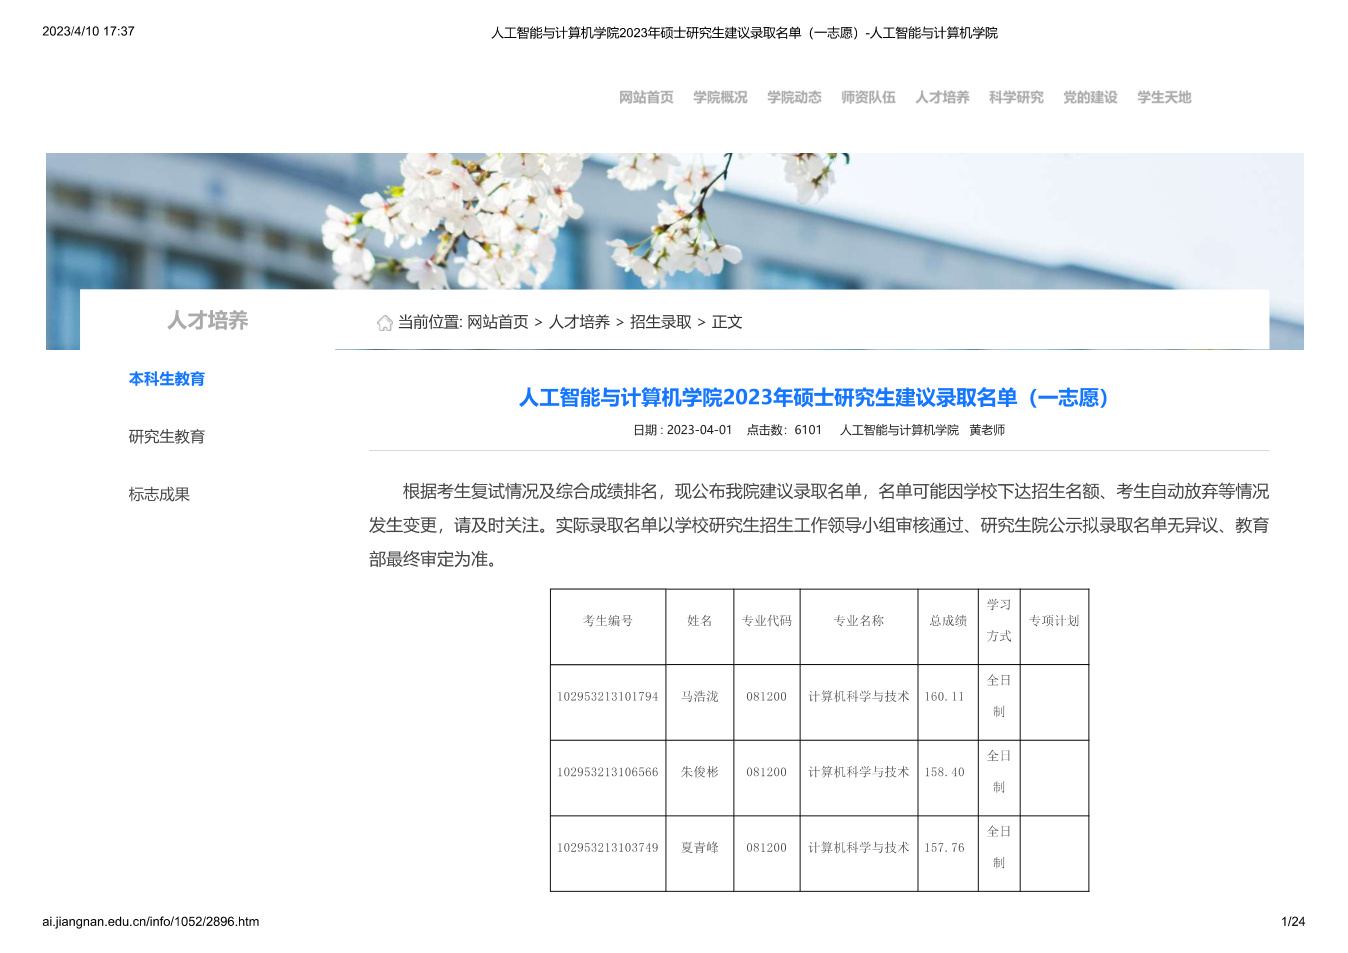 2023/4/10 17:37
人工智能与计算机学院2023年硕士研究生建议录取名单（一志愿）-人工智能与计算机学院
网站首页 学院概况 学院动态 师资队伍 人才培养 科学研究 党的建设 学生天地
人才培养
当前位置: 网站首页 > 人才培养 > 招生录取 > 正文
本科生教育
研究生教育
标志成果
人工智能与计算机学院2023年硕士研究生建议录取名单（一志愿）
日期 : 2023-04-01 点击数： 6101 人工智能与计算机学院 黄老师
根据考生复试情况及综合成绩排名，现公布我院建议录取名单，名单可能因学校下达招生名额、考生自动放弃等情况
发生变更，请及时关注。实际录取名单以学校研究生招生工作领导小组审核通过、研究生院公示拟录取名单无异议、教育
部最终审定为准。
考生编号 姓名 专业代码 专业名称 总成绩 学习方式 专项计划
102953213101794 马浩泷 081200 计算机科学与技术 160.11 全日制
102953213106566 朱俊彬 081200 计算机科学与技术 158.40 全日制
102953213103749 夏青峰 081200 计算机科学与技术 157.76 全日制
ai.jiangnan.edu.cn/info/1052/2896.htm
1/24